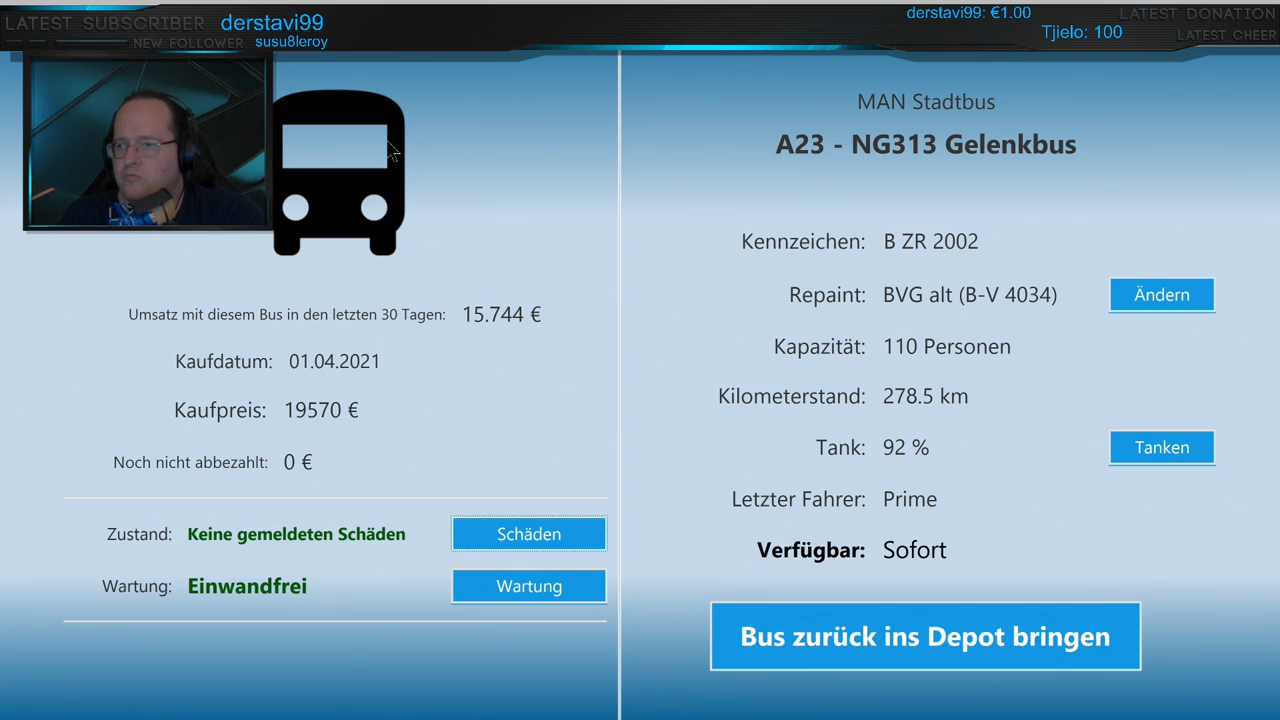 LATEST SUBSCRIBER derstavi99
NEW FOLLOWER susu8leroy
derstavi99: €1.00 LATEST DONATION
Tjielo: 100 LATEST CHEER
MAN Stadtbus
A23 - NG313 Gelenkbus
Umsatz mit diesem Bus in den letzten 30 Tagen: 15.744 €
Kaufdatum: 01.04.2021
Kaufpreis: 19570 €
Noch nicht abbezahlt: 0 €
Zustand: Keine gemeldeten Schäden Schäden
Wartung: Einwandfrei Wartung
Kennzeichen: B ZR 2002
Repaint: BVG alt (B-V 4034) Ändern
Kapazität: 110 Personen
Kilometerstand: 278.5 km
Tank: 92 % Tanken
Letzter Fahrer: Prime
Verfügbar: Sofort
Bus zurück ins Depot bringen